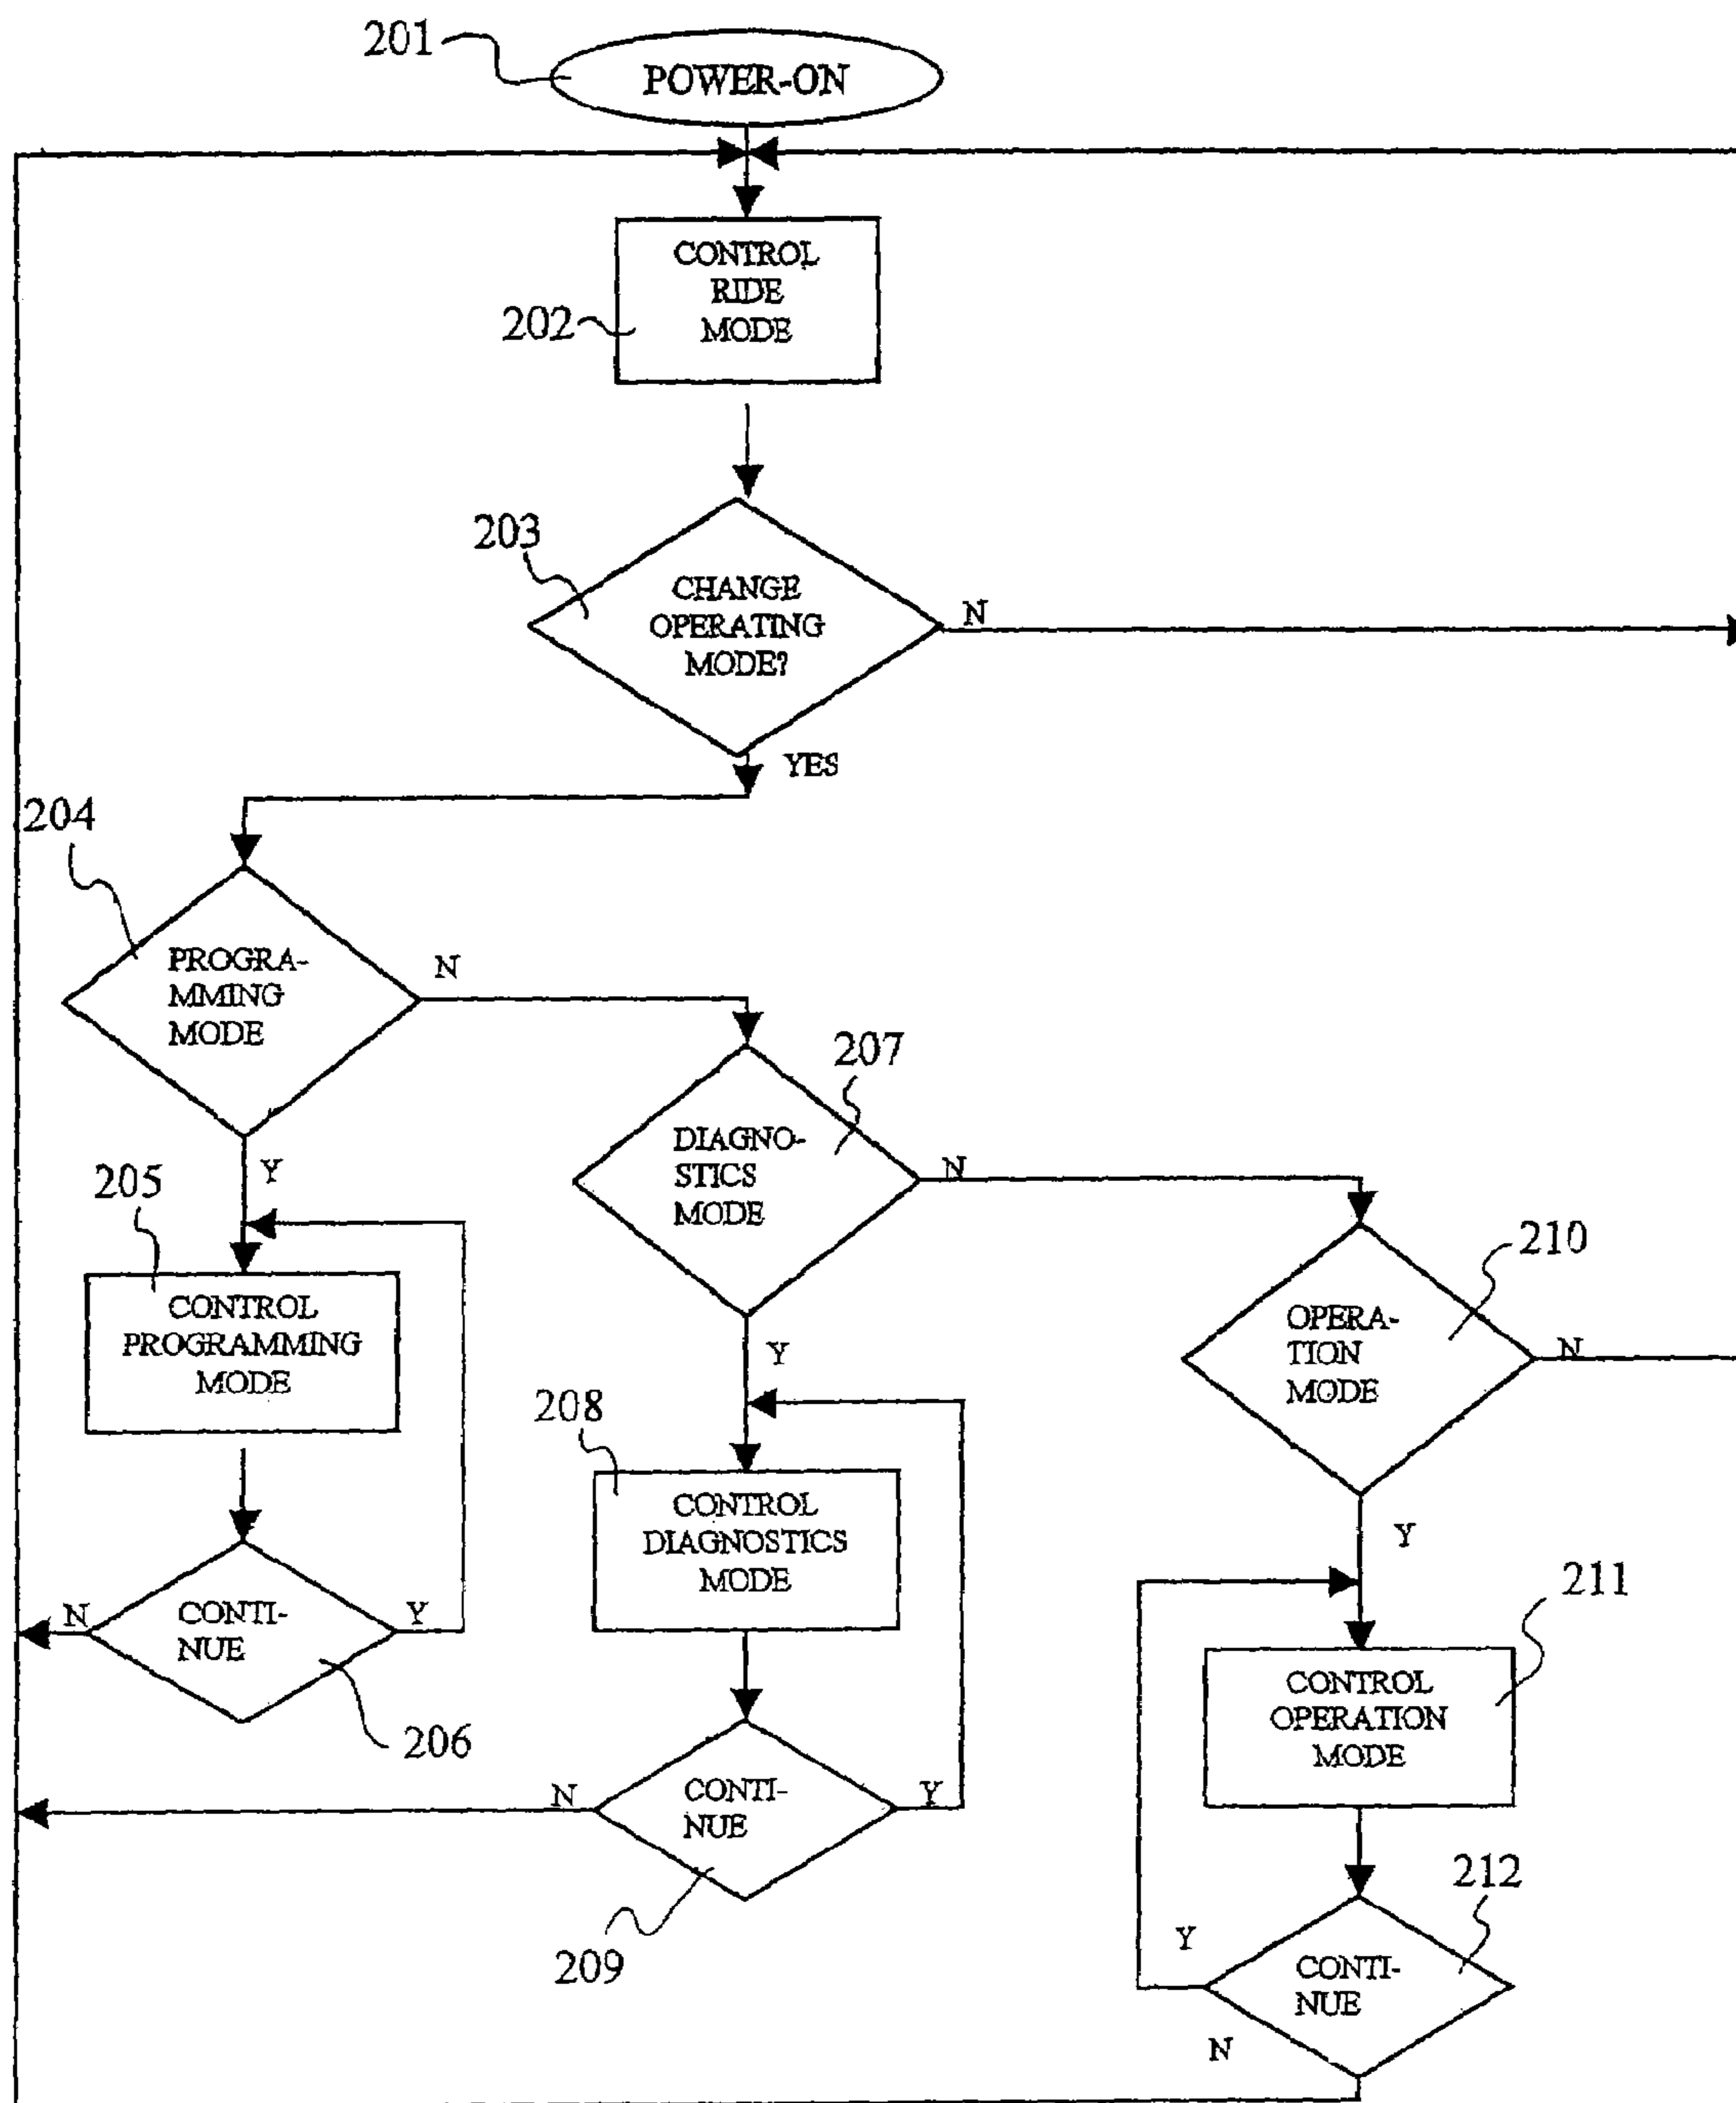 201
POWER-ON
CONTROL
RIDE
MODE
202
203
CHANGE
OPERATING
MODE?
N
YES
204
PROGRA-
MMING
MODE
N
Y
207
DIAGNO-
STICS
MODE
N
Y
205
CONTROL
PROGRAMMING
MODE
210
OPERA-
TION
MODE
N
Y
208
CONTROL
DIAGNOSTICS
MODE
N
CONTI-
NUE
Y
206
211
CONTROL
OPERATION
MODE
N
CONTI-
NUE
Y
209
212
Y
CONTI-
NUE
N